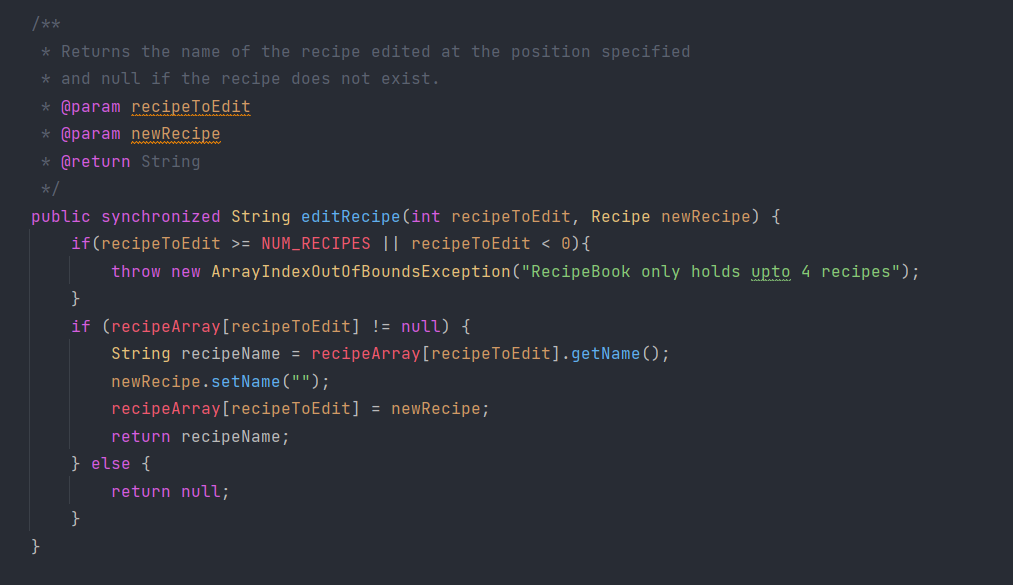 /**
 * Returns the name of the recipe edited at the position specified
 * and null if the recipe does not exist.
 * @param recipeToEdit
 * @param newRecipe
 * @return String
 */
public synchronized String editRecipe(int recipeToEdit, Recipe newRecipe) {
    if(recipeToEdit >= NUM_RECIPES || recipeToEdit < 0){
        throw new ArrayIndexOutOfBoundsException("RecipeBook only holds upto 4 recipes");
    }
    if (recipeArray[recipeToEdit] != null) {
        String recipeName = recipeArray[recipeToEdit].getName();
        newRecipe.setName("");
        recipeArray[recipeToEdit] = newRecipe;
        return recipeName;
    } else {
        return null;
    }
}